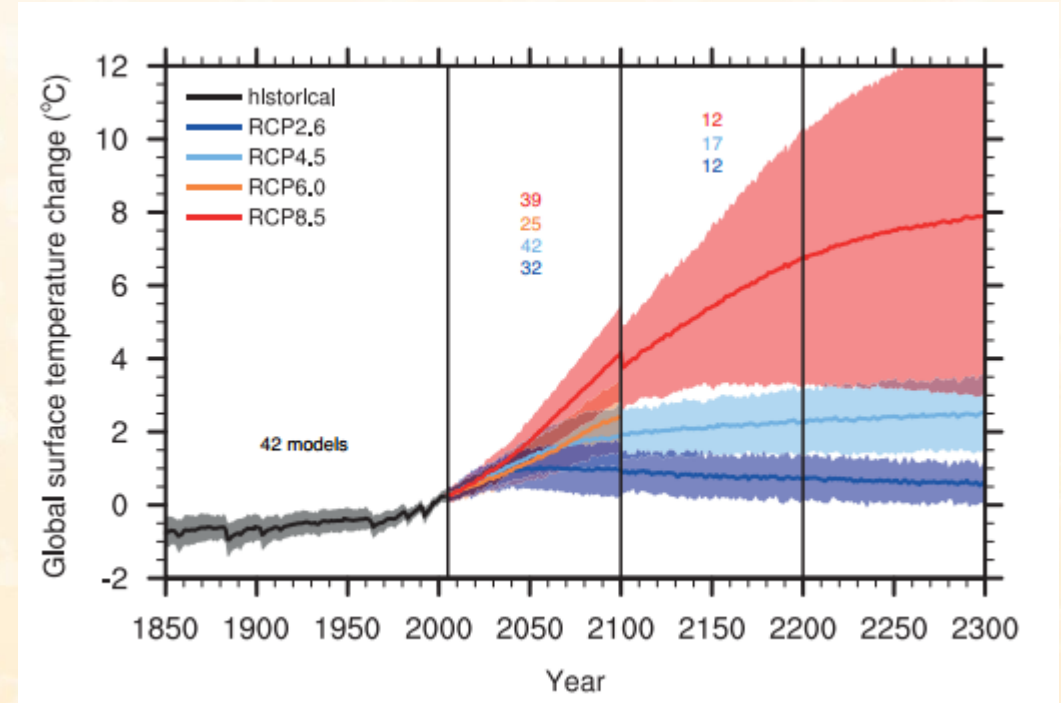 Global surface temperature change (°C)
12
10
8
6
4
2
0
-2
historical
RCP2.6
RCP4.5
RCP6.0
RCP8.5
42 models
39
25
42
32
12
17
12
1850 1900 1950 2000 2050 2100 2150 2200 2250 2300
Year